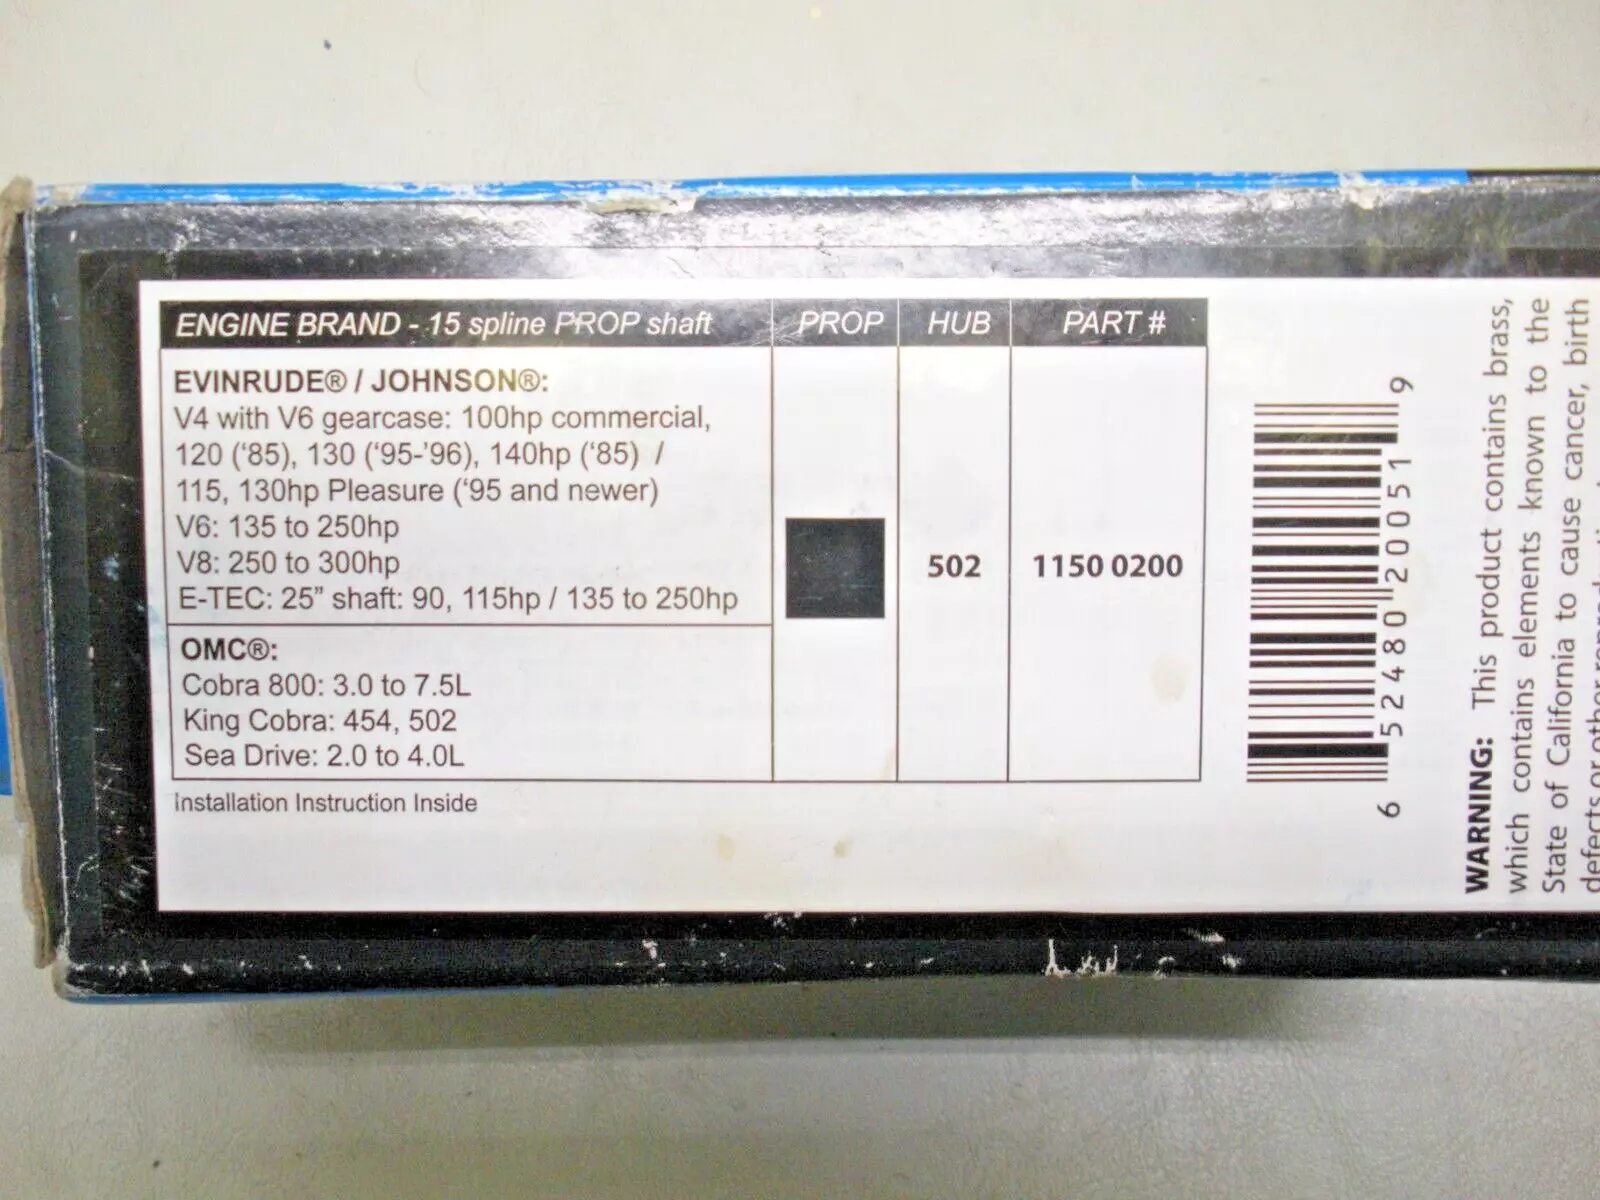 ENGINE BRAND - 15 spline PROP shaft PROP HUB PART #
EVINRUDE® / JOHNSON®:
V4 with V6 gearcase: 100hp commercial,
120 (‘85), 130 (‘95-’96), 140hp (‘85) /
115, 130hp Pleasure (‘95 and newer)
V6: 135 to 250hp
V8: 250 to 300hp
E-TEC: 25” shaft: 90, 115hp / 135 to 250hp
502 1150 0200
OMC®:
Cobra 800: 3.0 to 7.5L
King Cobra: 454, 502
Sea Drive: 2.0 to 4.0L
Installation Instruction Inside
6 52480 20051 9
WARNING: This product contains brass,
which contains elements known to the
State of California to cause cancer, birth
defects or other